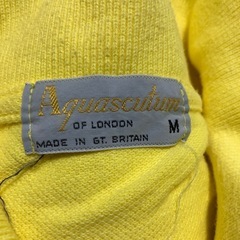 Aquascutum
OF LONDON
M
MADE IN GT. BRITAIN